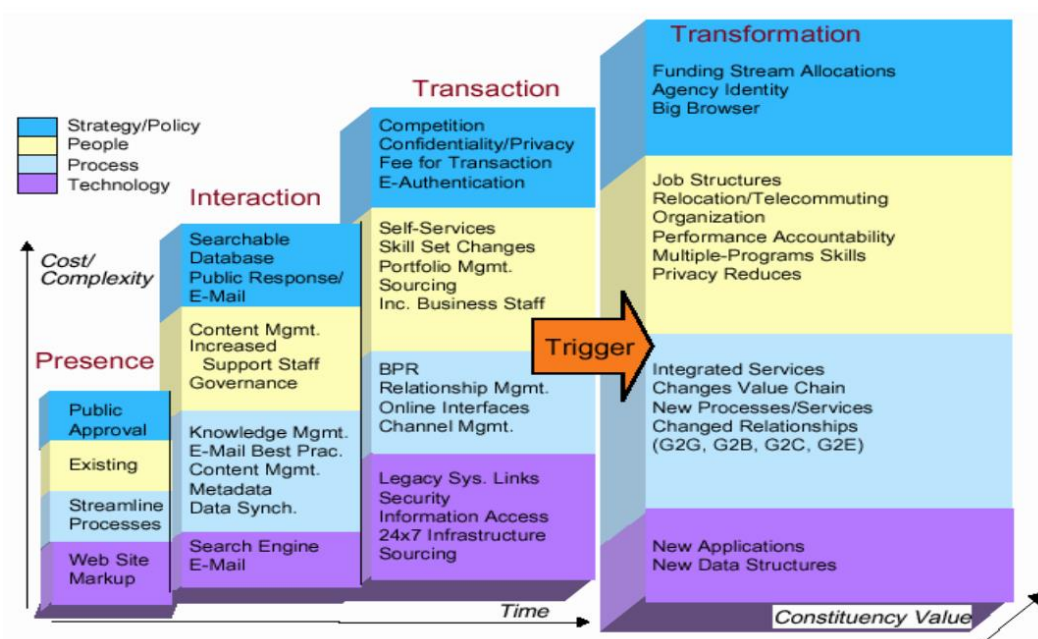 Strategy/Policy
People
Process
Technology
Cost/
Complexity
Presence
Public
Approval
Existing
Streamline
Processes
Web Site
Markup
Interaction
Searchable
Database
Public Response/
E-Mail
Content Mgmt.
Increased
Support Staff
Governance
Knowledge Mgmt.
E-Mail Best Prac.
Content Mgmt.
Metadata
Data Synch.
Search Engine
E-Mail
Transaction
Competition
Confidentiality/Privacy
Fee for Transaction
E-Authentication
Self-Services
Skill Set Changes
Portfolio Mgmt.
Sourcing
Inc. Business Staff
BPR
Relationship Mgmt.
Online Interfaces
Channel Mgmt.
Legacy Sys. Links
Security
Information Access
24x7 Infrastructure
Sourcing
Trigger
Transformation
Funding Stream Allocations
Agency Identity
Big Browser
Job Structures
Relocation/Telecommuting
Organization
Performance Accountability
Multiple-Programs Skills
Privacy Reduces
Integrated Services
Changes Value Chain
New Processes/Services
Changed Relationships
(G2G, G2B, G2C, G2E)
New Applications
New Data Structures
Time
Constituency Value